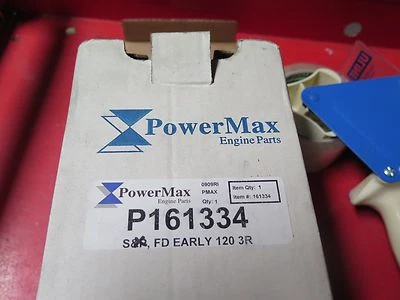 PowerMax
Engine Parts
PowerMax
Engine Parts
0909RI
PMAX
Qty: 1
Item Qty: 1
Item #: 161334
P161334
FD EARLY 120 3R